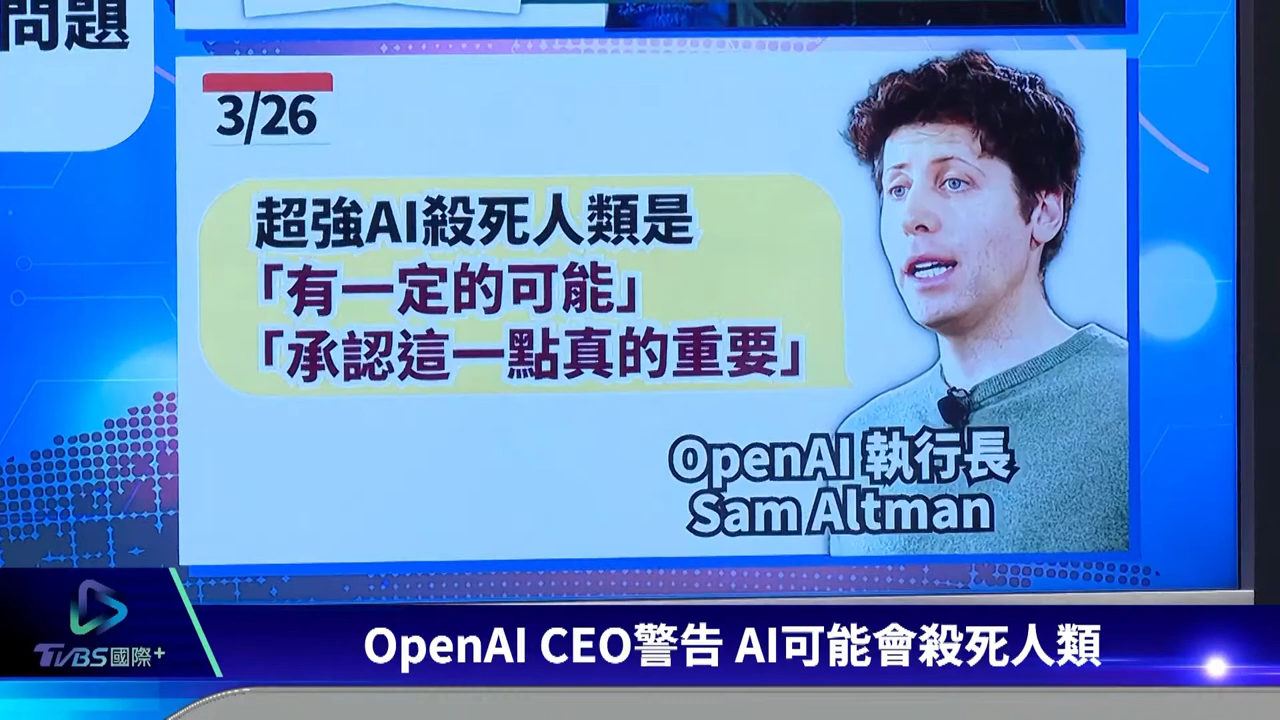 問題
3/26
超強AI殺死人類是
「有一定的可能」
「承認這一點真的重要」
OpenAI 執行長
Sam Altman
TVBS國際+
OpenAI CEO警告 AI可能會殺死人類